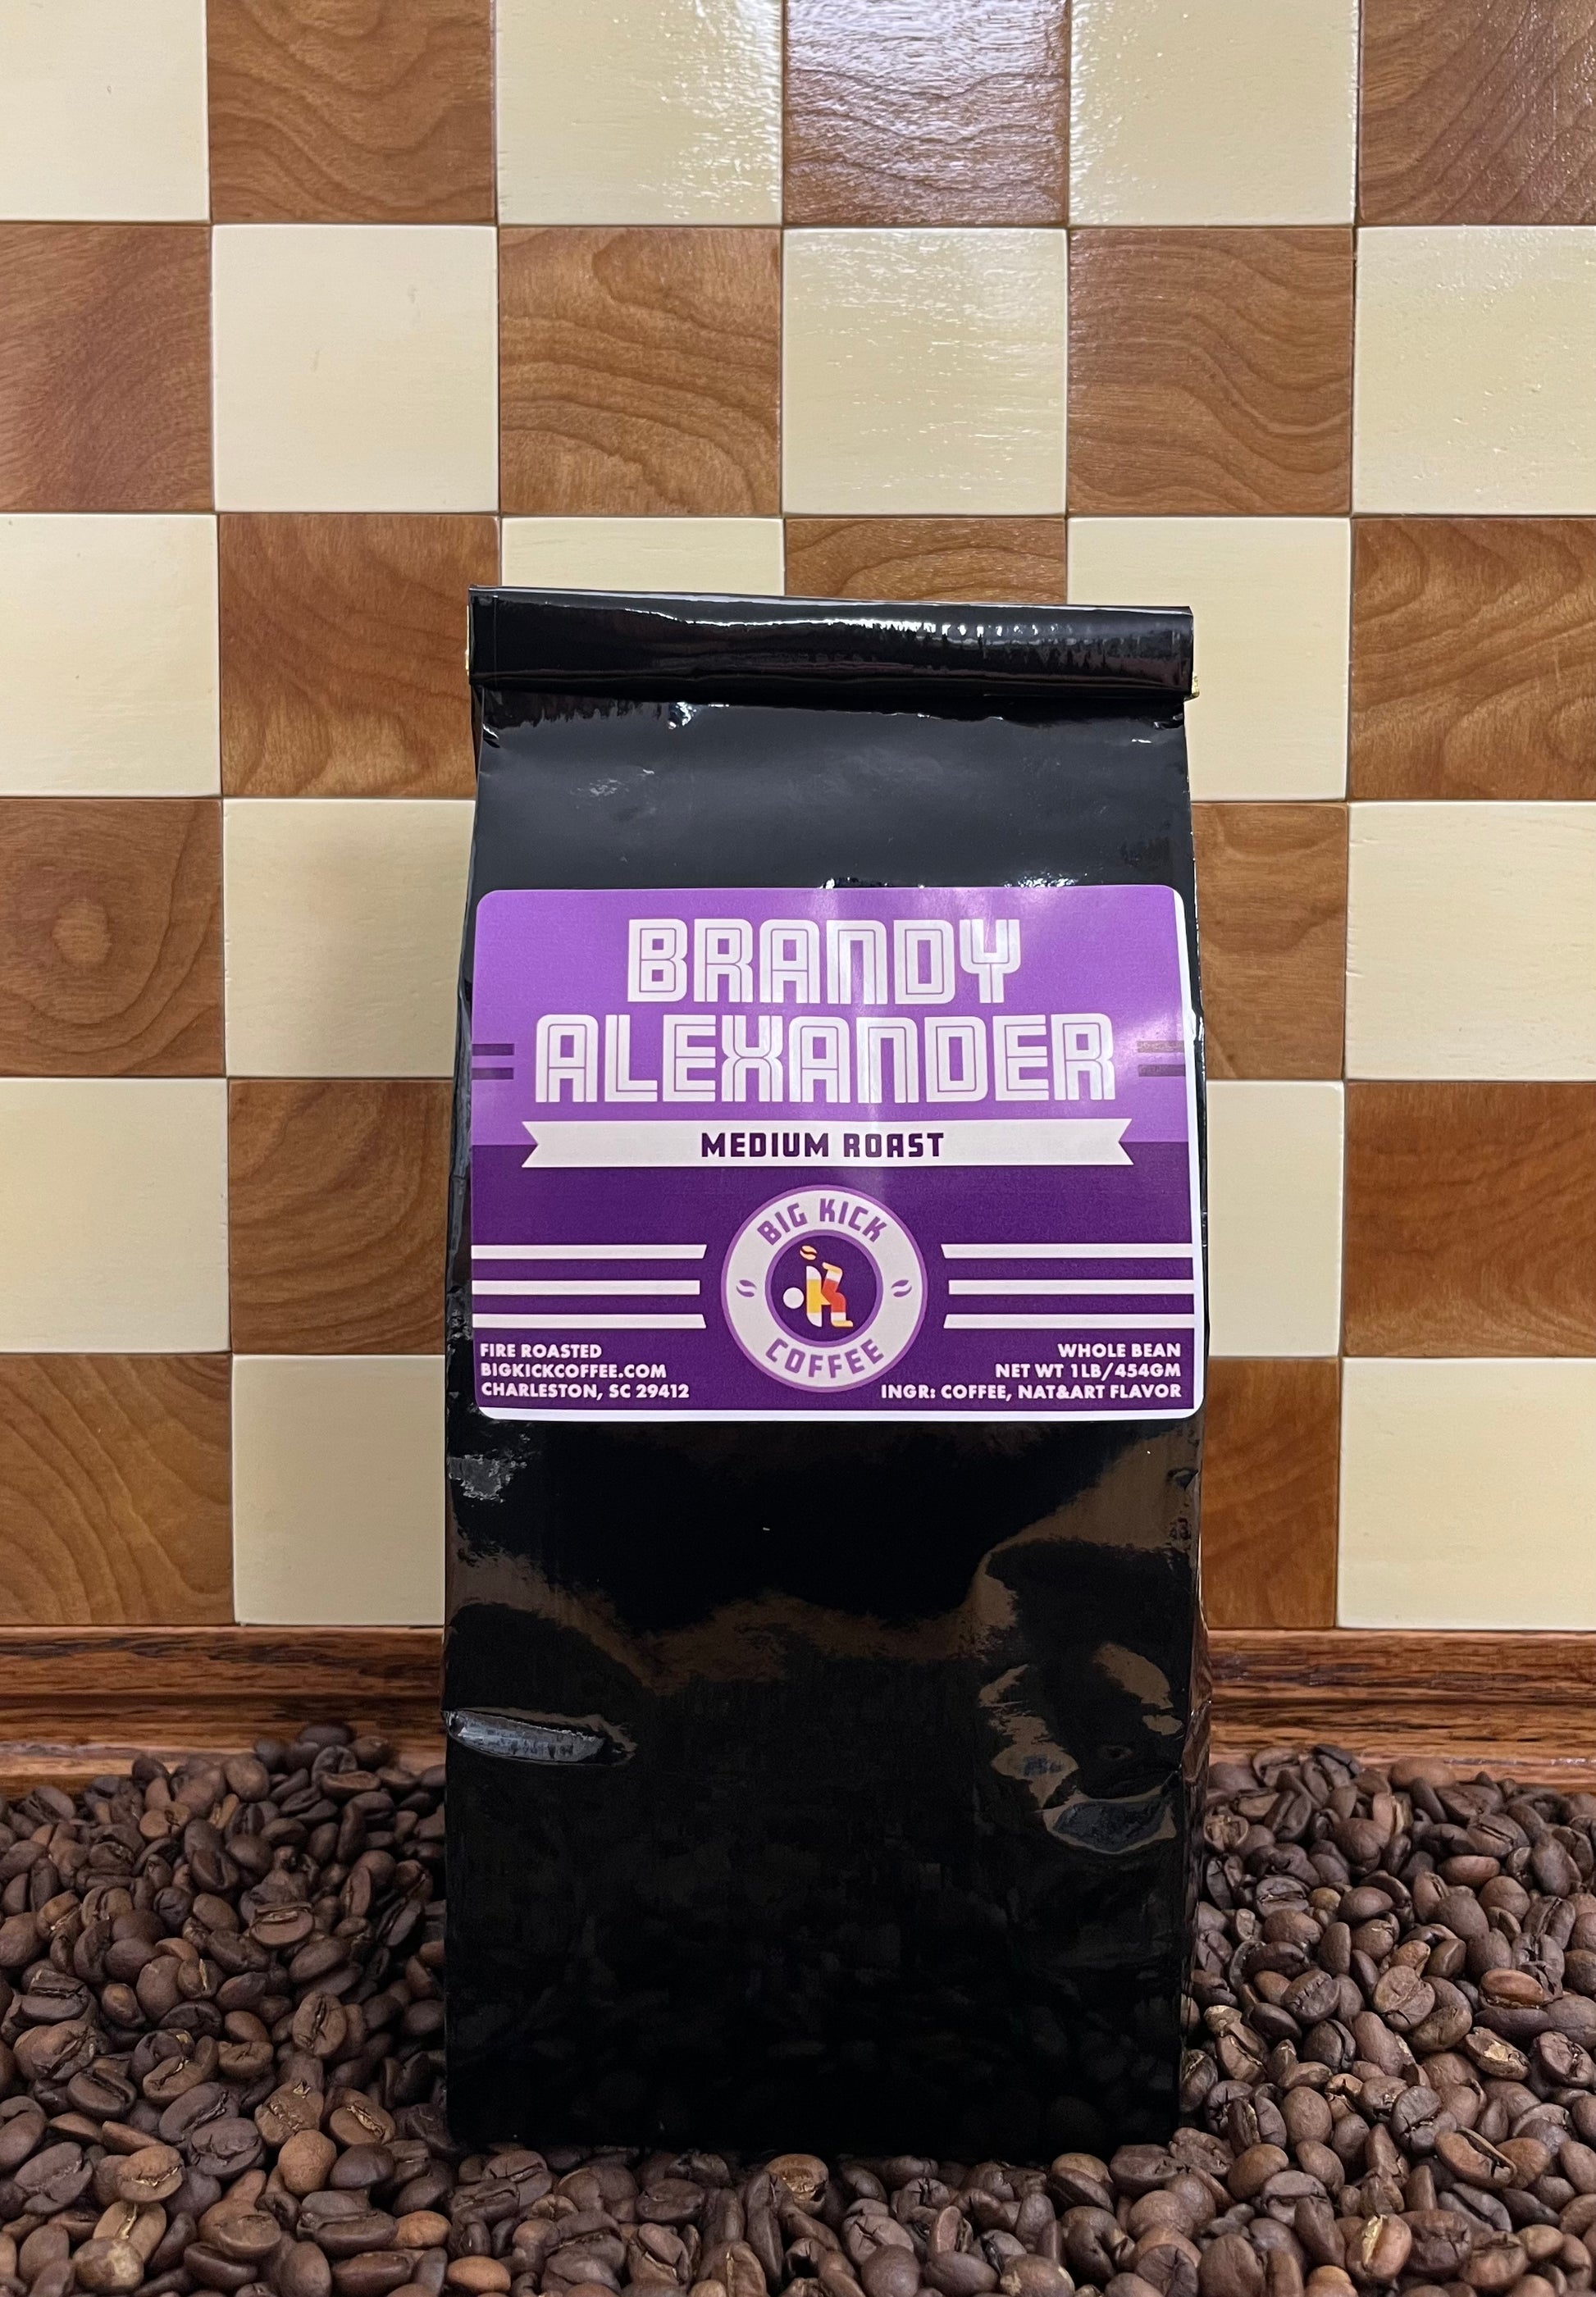 BRANDY
ALEXANDER
MEDIUM ROAST
BIG KICK
COFFEE
FIRE ROASTED
BIGKICKCOFFEE.COM
CHARLESTON, SC 29412
WHOLE BEAN
NET WT 1LB/454GM
INGR: COFFEE, NAT&ART FLAVOR